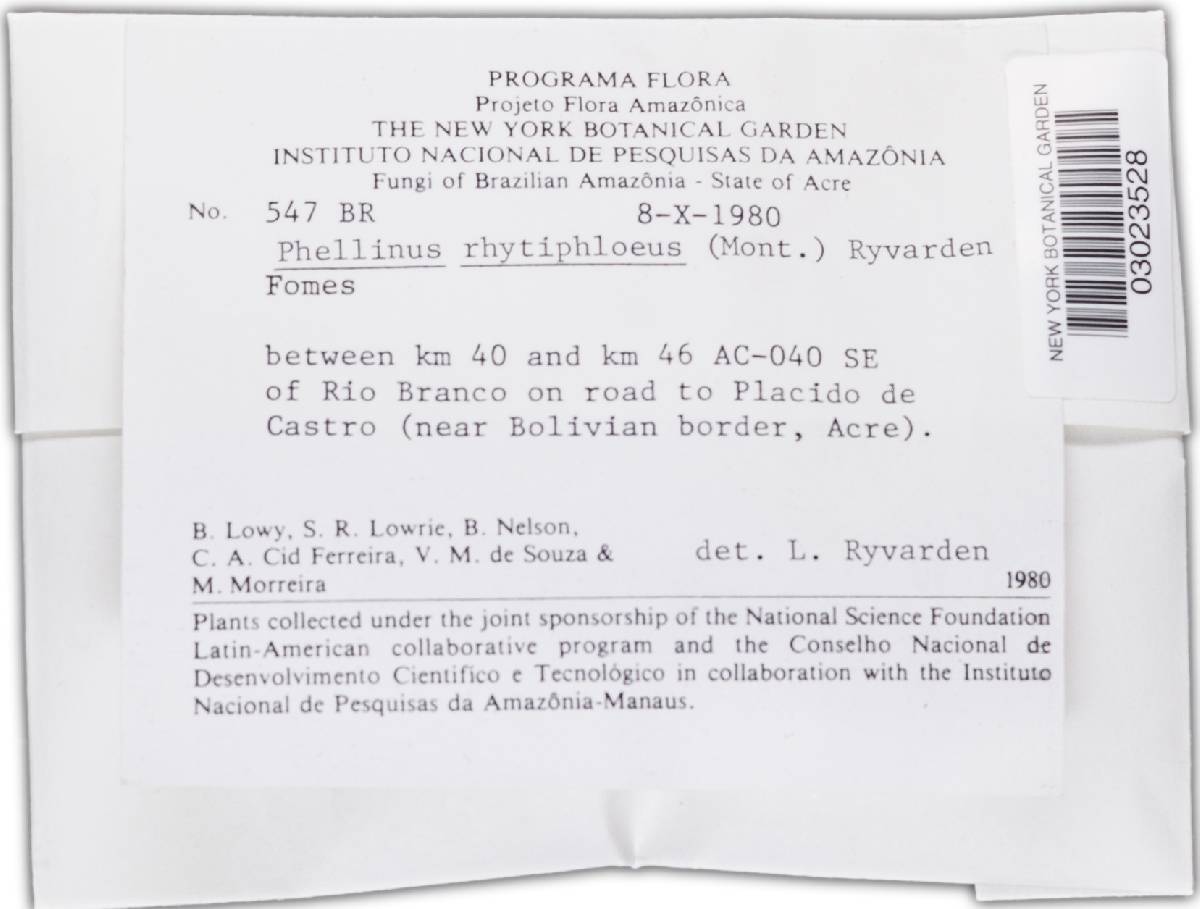 PROGRAMA FLORA
Projeto Flora Amazônica
THE NEW YORK BOTANICAL GARDEN
INSTITUTO NACIONAL DE PESQUISAS DA AMAZÔNIA
Fungi of Brazilian Amazônia - State of Acre
No. 547 BR 8-X-1980
Phellinus rhytiphloeus (Mont.) Ryvarden
Fomes
between km 40 and km 46 AC-040 SE
of Rio Branco on road to Placido de
Castro (near Bolivian border, Acre).
B. Lowy, S. R. Lowrie, B. Nelson,
C. A. Cid Ferreira, V. M. de Souza & det. L. Ryvarden
M. Morreira 1980
Plants collected under the joint sponsorship of the National Science Foundation
Latin-American collaborative program and the Conselho Nacional de
Desenvolvimento Cientifico e Tecnológico in collaboration with the Instituto
Nacional de Pesquisas da Amazônia-Manaus.
NEW YORK BOTANICAL GARDEN
03023528